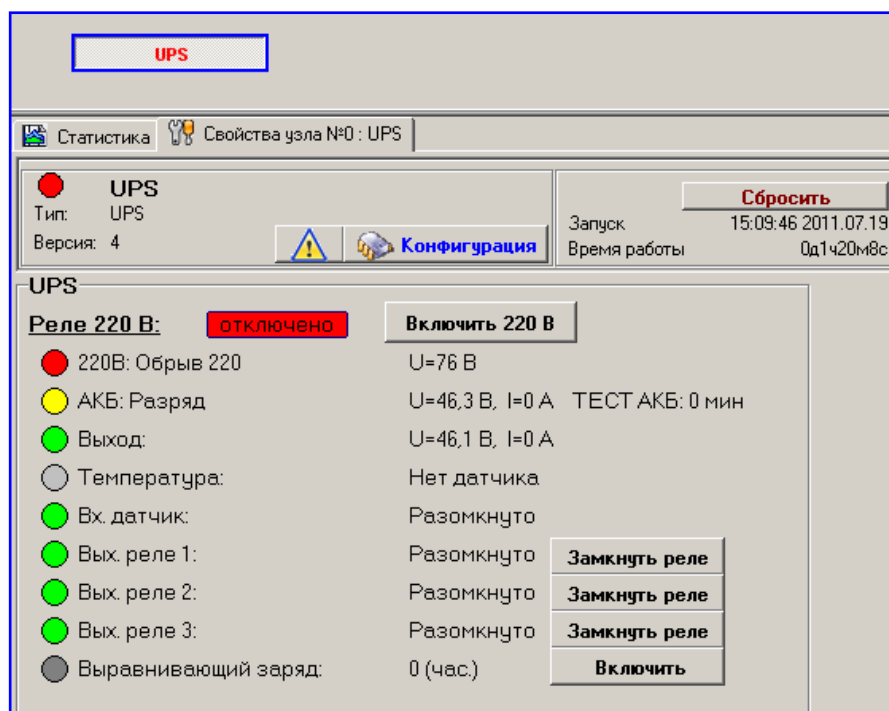 UPS
Статистика Свойства узла №0 : UPS
UPS
Тип: UPS
Версия: 4 Конфигурация
Сбросить
Запуск 15:09:46 2011.07.19
Время работы 0д1ч20м8с
UPS
Реле 220 В: отключено Включить 220 В
220В: Обрыв 220 U=76 В
АКБ: Разряд U=46,3 В, I=0 А ТЕСТ АКБ: 0 мин
Выход: U=46,1 В, I=0 А
Температура: Нет датчика
Вх. датчик: Разомкнуто
Вых. реле 1: Разомкнуто Замкнуть реле
Вых. реле 2: Разомкнуто Замкнуть реле
Вых. реле 3: Разомкнуто Замкнуть реле
Выравнивающий заряд: 0 (час.) Включить